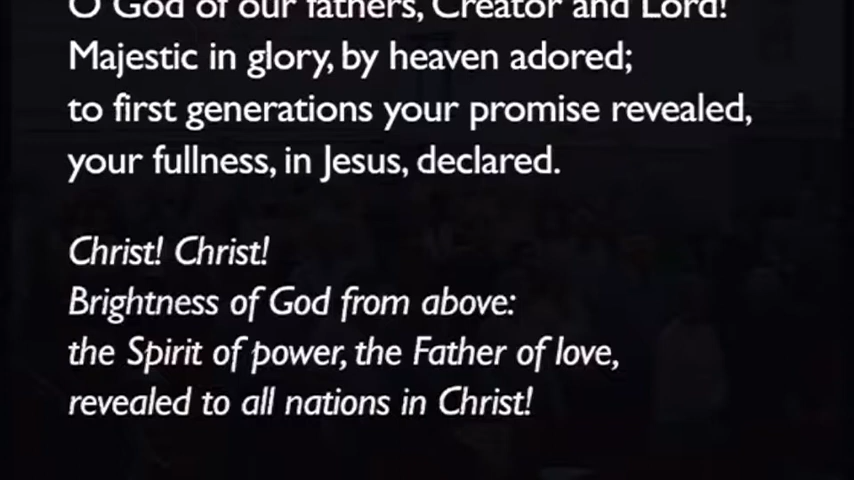 O God of our fathers, Creator and Lord!
Majestic in glory, by heaven adored;
to first generations your promise revealed,
your fullness, in Jesus, declared.
Christ! Christ!
Brightness of God from above:
the Spirit of power, the Father of love,
revealed to all nations in Christ!